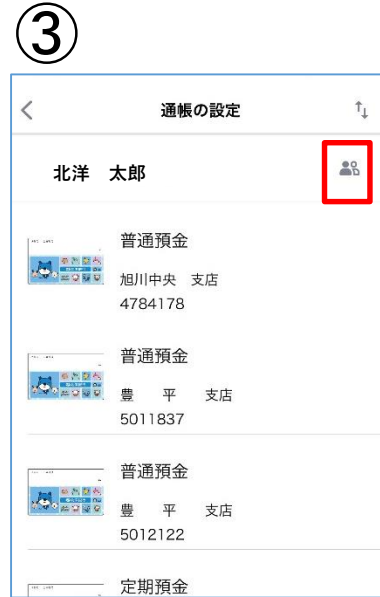 ③
通帳の設定
北洋 太郎
普通預金
旭川中央 支店
4784178
普通預金
豊 平 支店
5011837
普通預金
豊 平 支店
5012122
定期預金